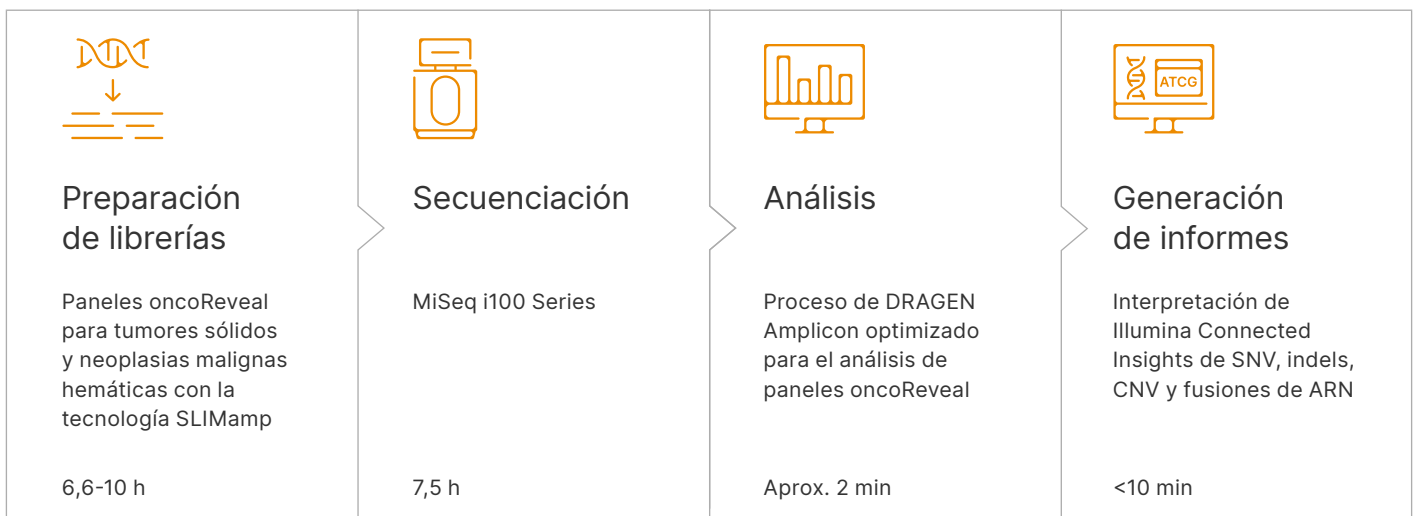 ATCG
Preparación
de librerías
Paneles oncoReveal
para tumores sólidos
y neoplasias malignas
hemáticas con la
tecnología SLIMamp
6,6-10 h
Secuenciación
MiSeq i100 Series
7,5 h
Análisis
Proceso de DRAGEN
Amplicon optimizado
para el análisis de
paneles oncoReveal
Aprox. 2 min
Generación
de informes
Interpretación de
Illumina Connected
Insights de SNV, indels,
CNV y fusiones de ARN
<10 min